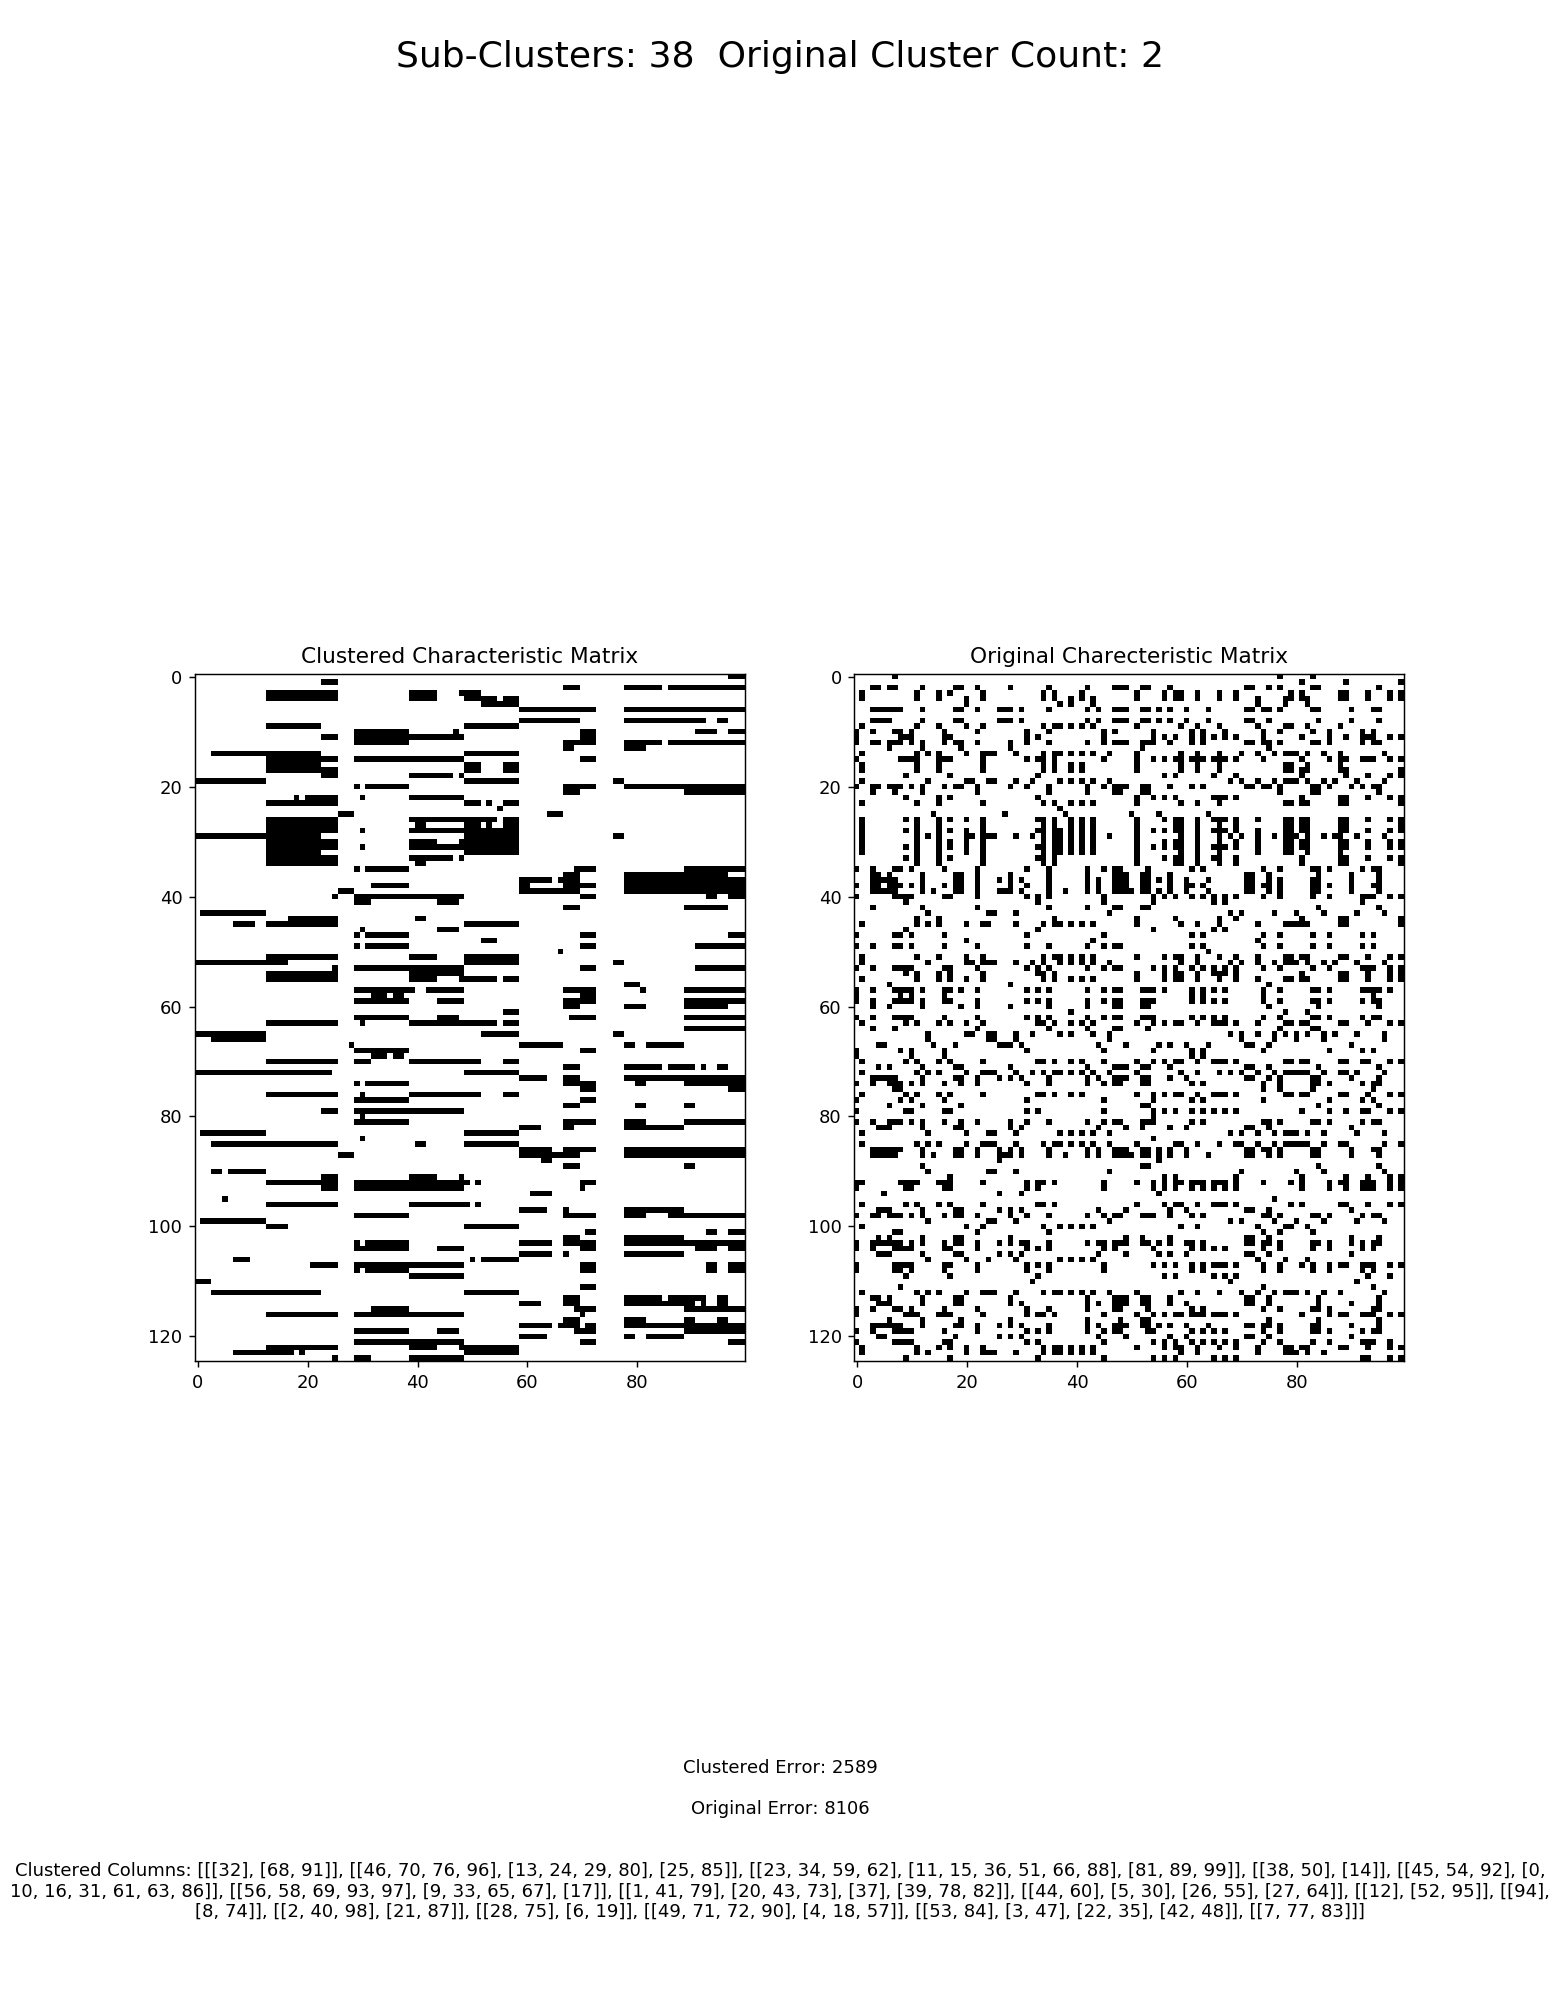 Sub-Clusters: 38  Original Cluster Count: 2
Clustered Characteristic Matrix
0
20
40
60
80
100
120
0 20 40 60 80
Original Charecteristic Matrix
0
20
40
60
80
100
120
0 20 40 60 80
Clustered Error: 2589
Original Error: 8106
Clustered Columns: [[[32], [68, 91]], [[46, 70, 76, 96], [13, 24, 29, 80], [25, 85]], [[23, 34, 59, 62], [11, 15, 36, 51, 66, 88], [81, 89, 99]], [[38, 50], [14]], [[45, 54, 92], [0,
10, 16, 31, 61, 63, 86]], [[56, 58, 69, 93, 97], [9, 33, 65, 67], [17]], [[1, 41, 79], [20, 43, 73], [37], [39, 78, 82]], [[44, 60], [5, 30], [26, 55], [27, 64]], [[12], [52, 95]], [[94],
[8, 74]], [[2, 40, 98], [21, 87]], [[28, 75], [6, 19]], [[49, 71, 72, 90], [4, 18, 57]], [[53, 84], [3, 47], [22, 35], [42, 48]], [[7, 77, 83]]]